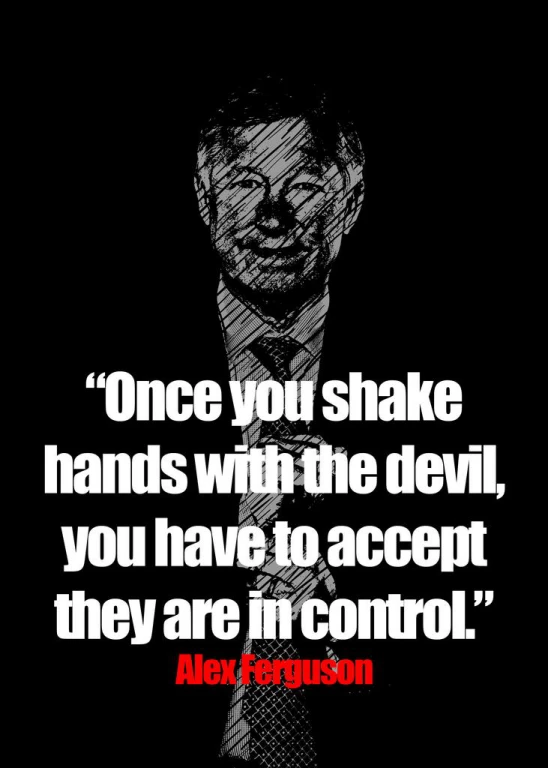 “Once you shake
hands with the devil,
you have to accept
they are in control.”
Alex Ferguson